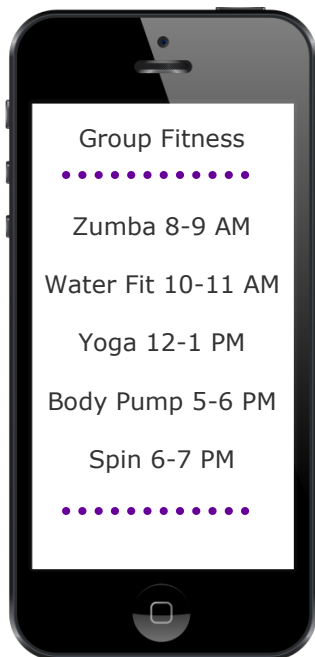 Group Fitness
Zumba 8-9 AM
Water Fit 10-11 AM
Yoga 12-1 PM
Body Pump 5-6 PM
Spin 6-7 PM